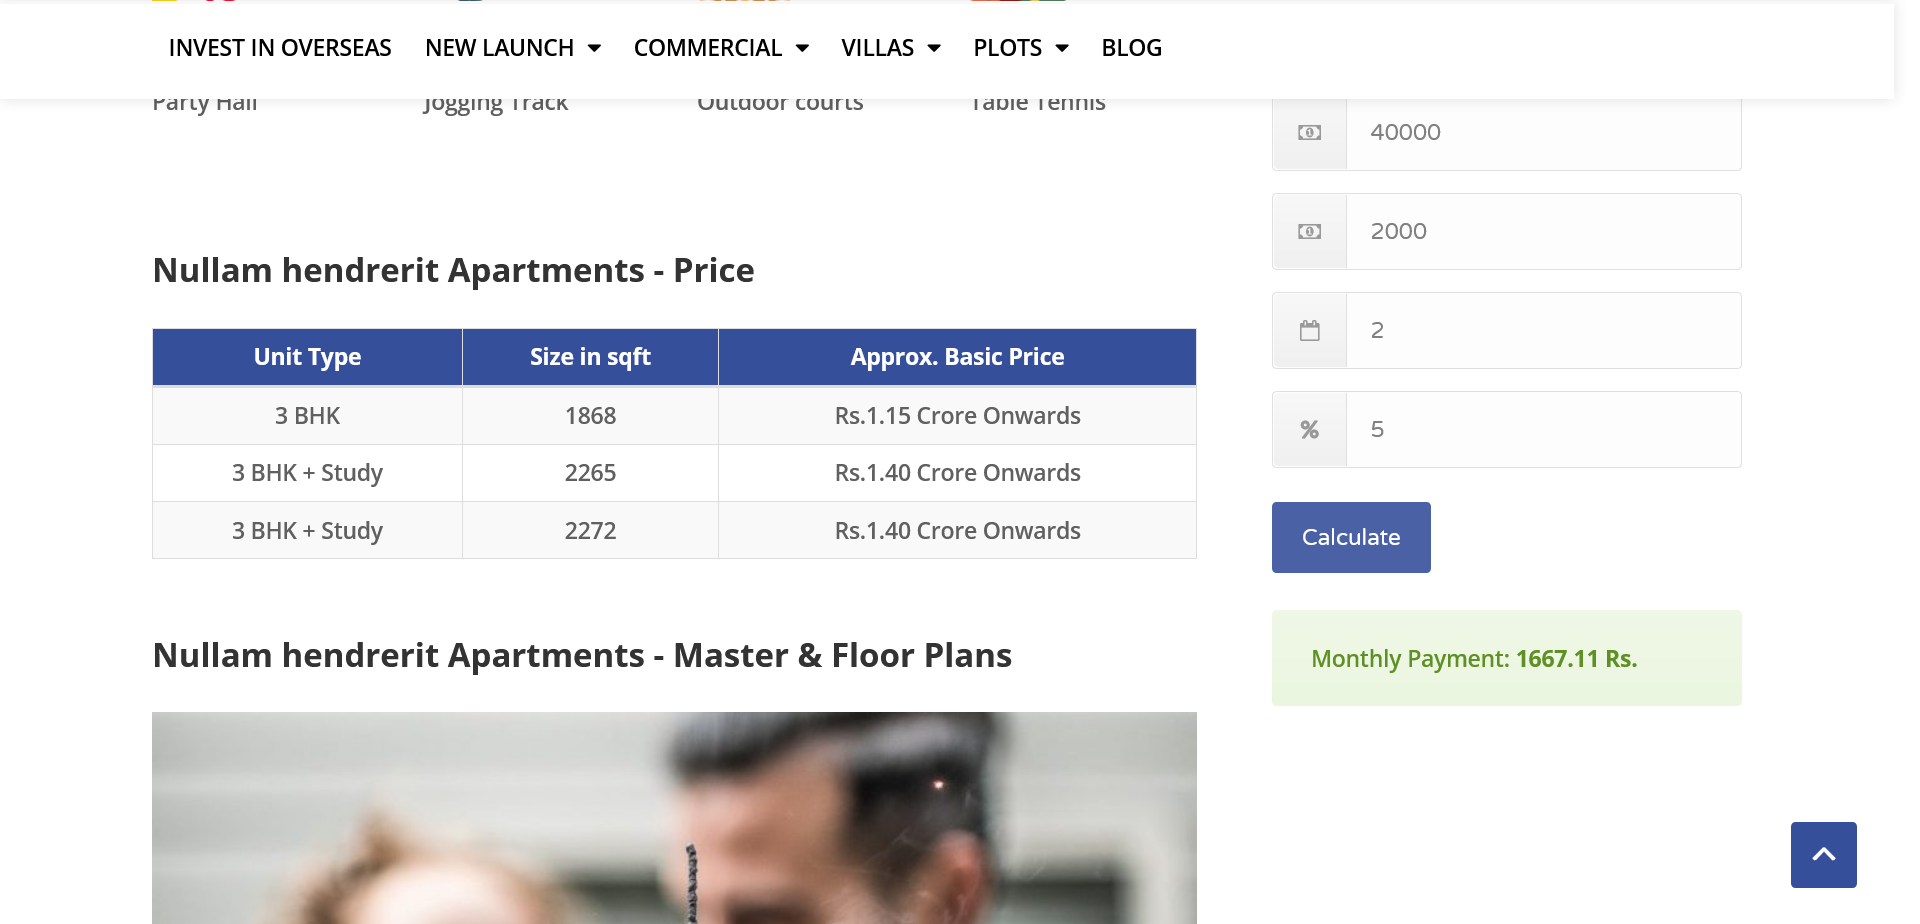 INVEST IN OVERSEAS NEW LAUNCH COMMERCIAL VILLAS PLOTS BLOG
Party Hall Jogging Track Outdoor courts Table Tennis
40000
2000
2
% 5
Calculate
Monthly Payment: 1667.11 Rs.
Nullam hendrerit Apartments - Price
Unit Type Size in sqft Approx. Basic Price
3 BHK 1868 Rs.1.15 Crore Onwards
3 BHK + Study 2265 Rs.1.40 Crore Onwards
3 BHK + Study 2272 Rs.1.40 Crore Onwards
Nullam hendrerit Apartments - Master & Floor Plans